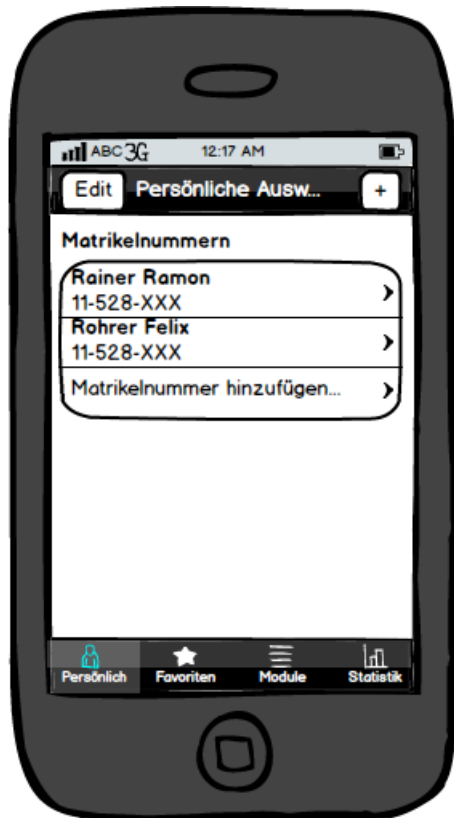 ABC 3G 12:17 AM
Edit Persönliche Ausw... +
Matrikelnummern
Rainer Ramon
11-528-XXX
Rohrer Felix
11-528-XXX
Matrikelnummer hinzufügen...
Persönlich Favoriten Module Statistik